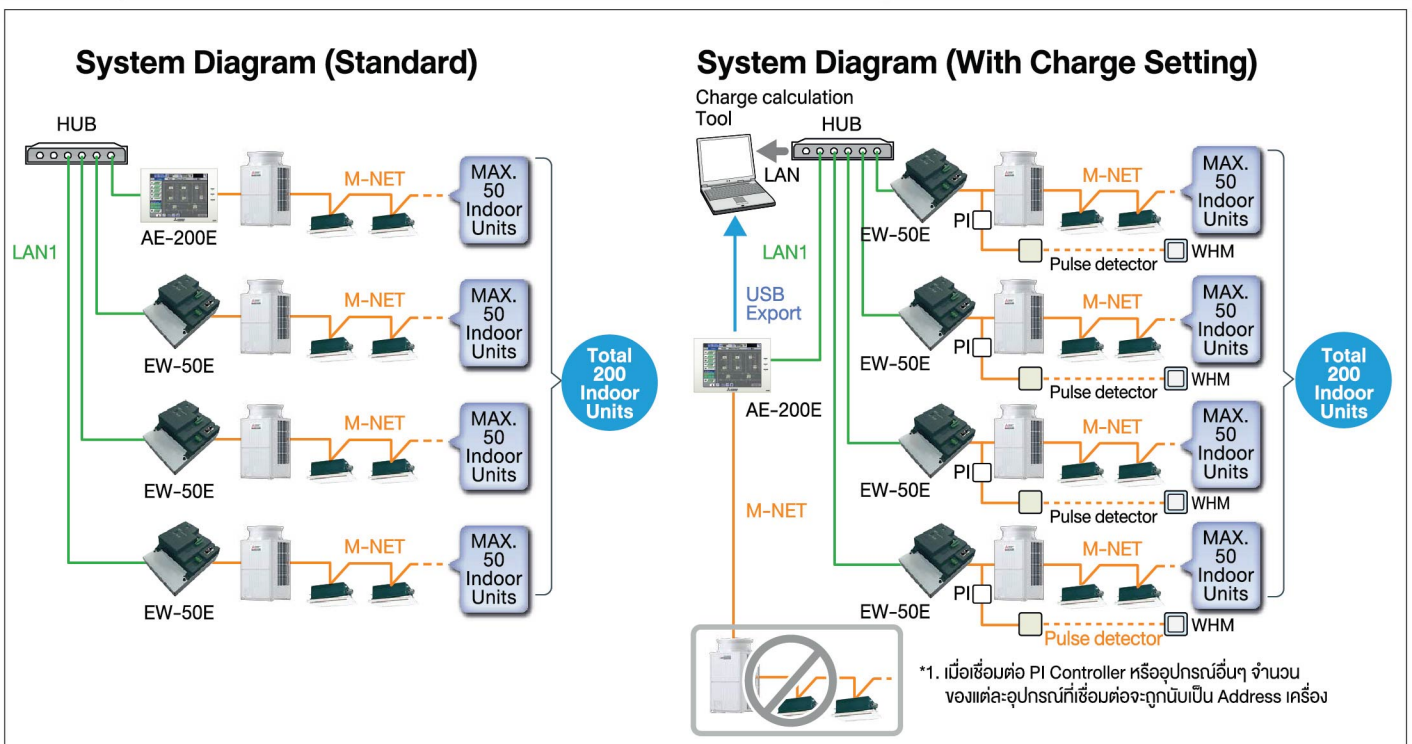 System Diagram (Standard)
HUB
LAN1
AE-200E
M-NET
MAX.
50
Indoor
Units
EW-50E
M-NET
MAX.
50
Indoor
Units
EW-50E
M-NET
MAX.
50
Indoor
Units
EW-50E
M-NET
MAX.
50
Indoor
Units
Total
200
Indoor
Units
System Diagram (With Charge Setting)
Charge calculation
Tool
HUB
LAN
LAN1
USB
Export
AE-200E
M-NET
EW-50E
PI
M-NET
Pulse detector
WHM
MAX.
50
Indoor
Units
EW-50E
PI
M-NET
Pulse detector
WHM
MAX.
50
Indoor
Units
EW-50E
PI
M-NET
Pulse detector
WHM
MAX.
50
Indoor
Units
EW-50E
PI
M-NET
Pulse detector
WHM
MAX.
50
Indoor
Units
Total
200
Indoor
Units
*1. เมื่อเชื่อมต่อ PI Controller หรืออุปกรณ์อื่นๆ จำนวน
ของแต่ละอุปกรณ์ที่เชื่อมต่อจะถูกนับเป็น Address เครื่อง